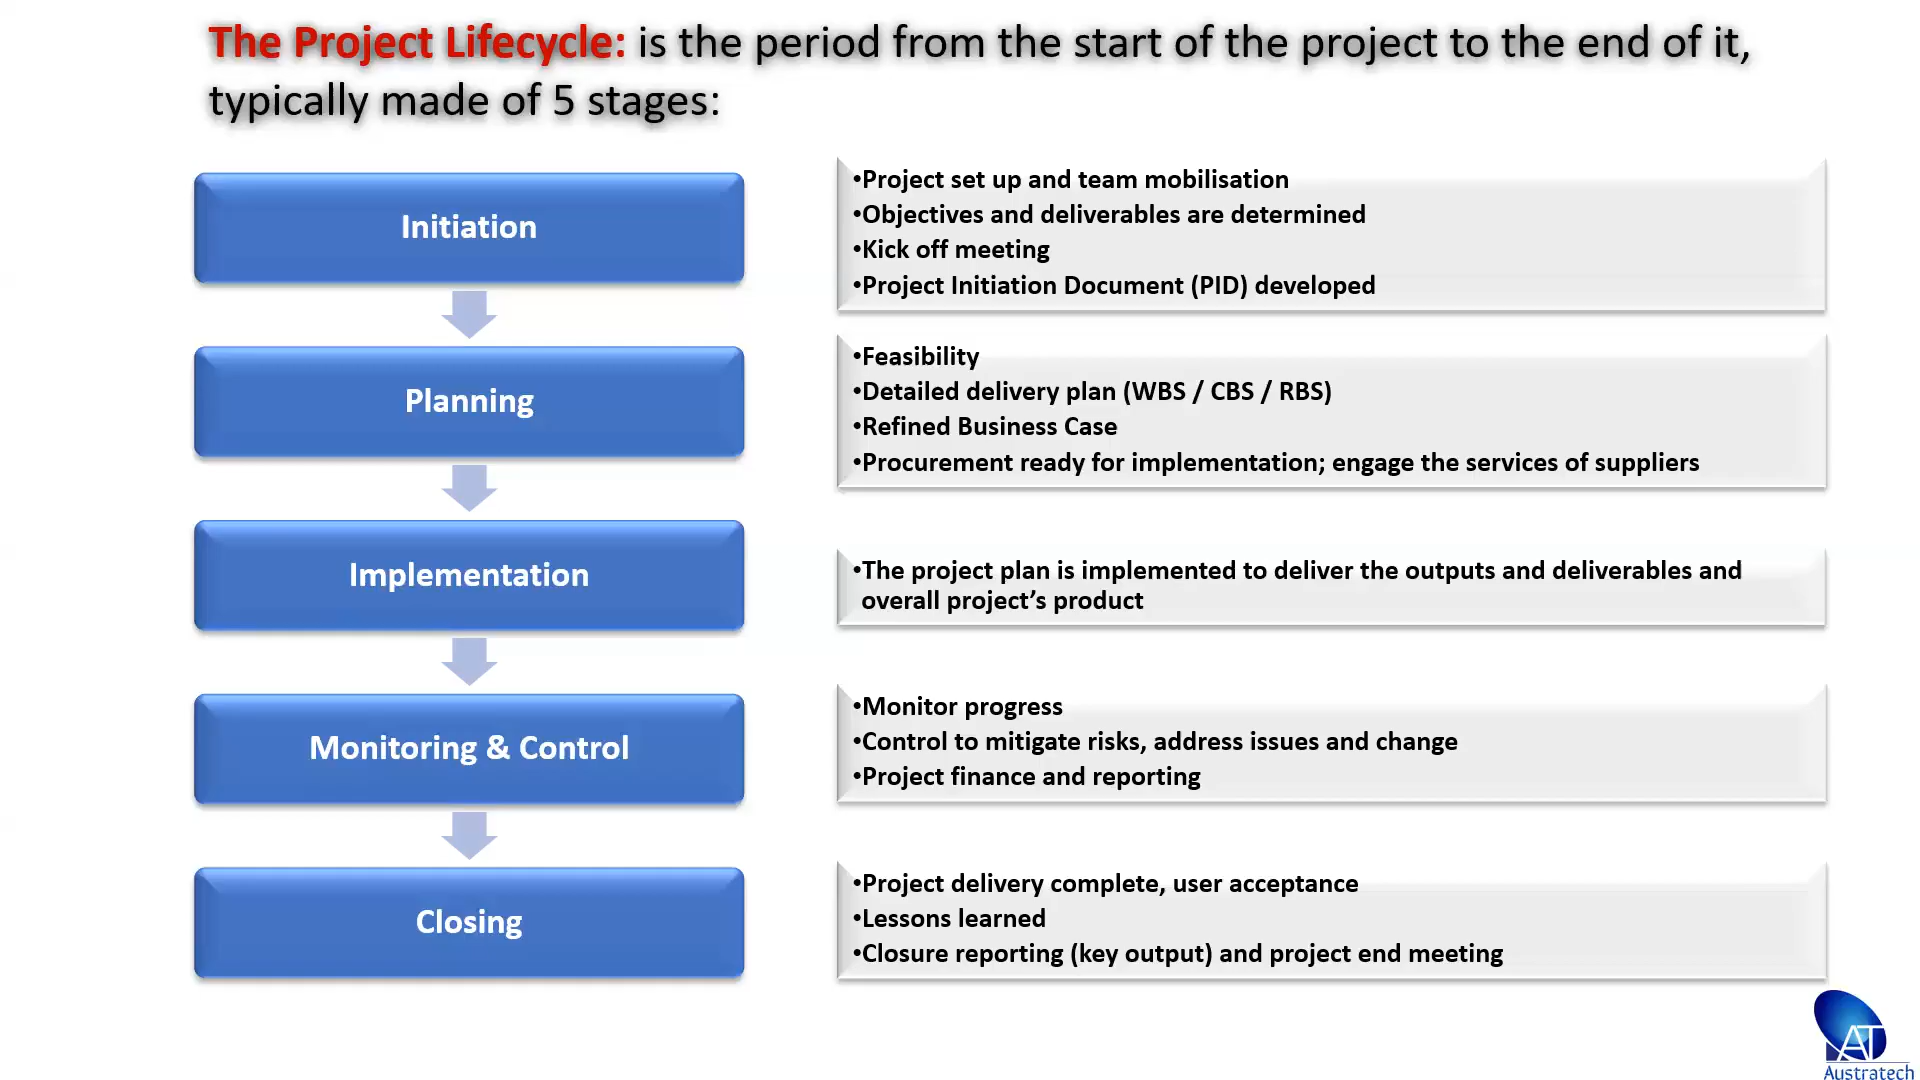 The Project Lifecycle: is the period from the start of the project to the end of it,
typically made of 5 stages:
Initiation
•Project set up and team mobilisation
•Objectives and deliverables are determined
•Kick off meeting
•Project Initiation Document (PID) developed
Planning
•Feasibility
•Detailed delivery plan (WBS / CBS / RBS)
•Refined Business Case
•Procurement ready for implementation; engage the services of suppliers
Implementation
•The project plan is implemented to deliver the outputs and deliverables and
overall project’s product
Monitoring & Control
•Monitor progress
•Control to mitigate risks, address issues and change
•Project finance and reporting
Closing
•Project delivery complete, user acceptance
•Lessons learned
•Closure reporting (key output) and project end meeting
AT
Austratech